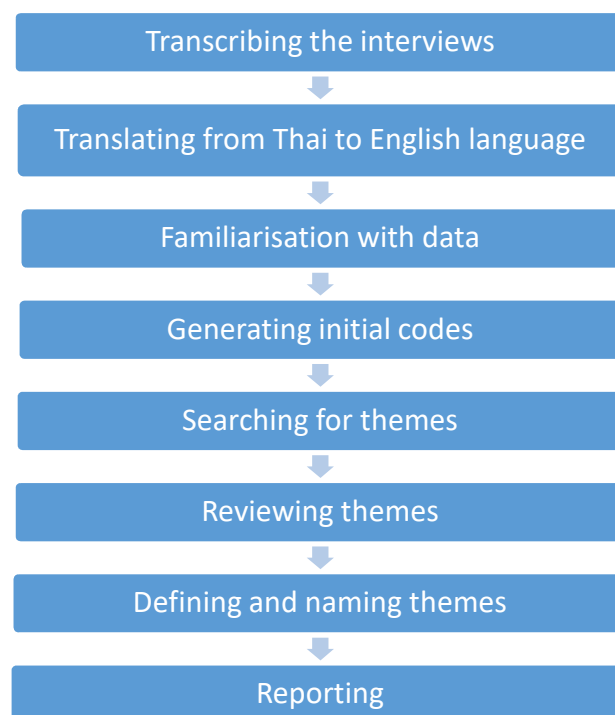 Transcribing the interviews
Translating from Thai to English language
Familiarisation with data
Generating initial codes
Searching for themes
Reviewing themes
Defining and naming themes
Reporting